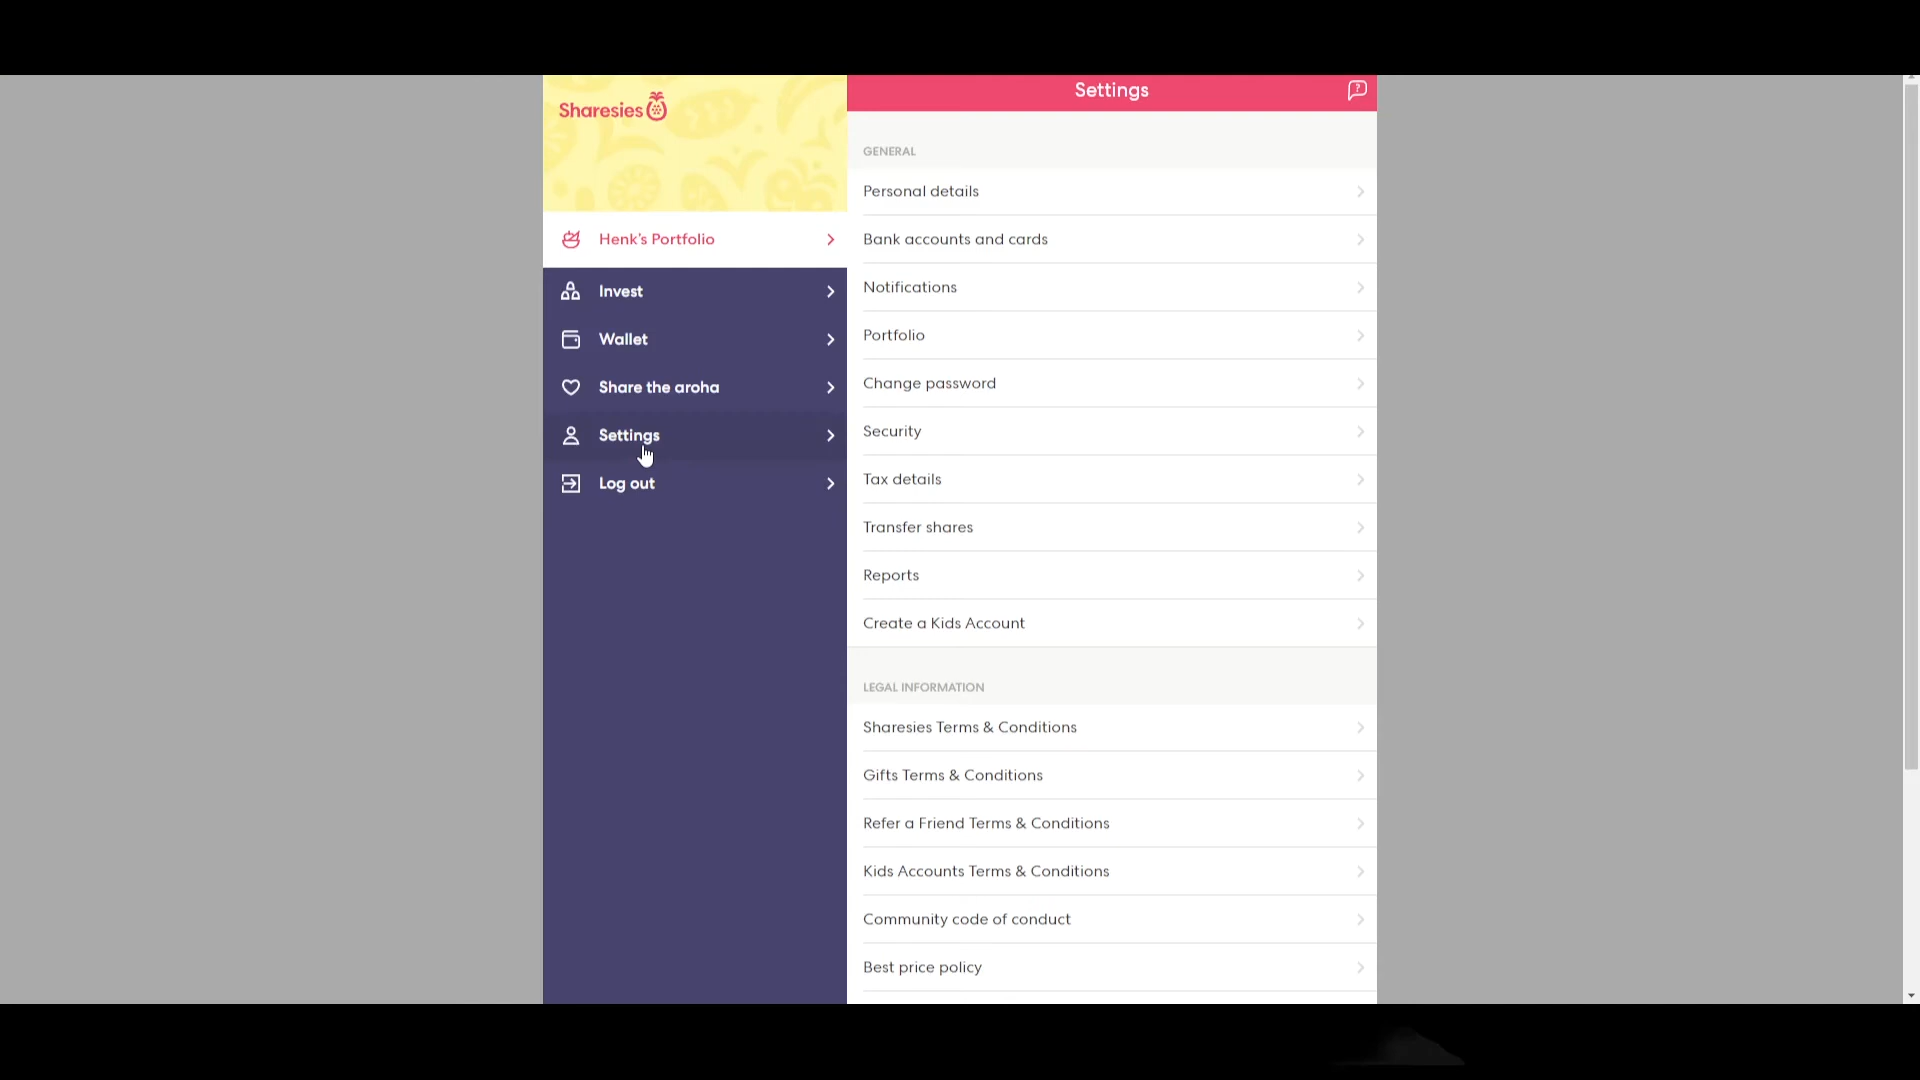 Sharesies
Henk's Portfolio
Invest
Wallet
Share the aroha
Settings
Log out
Settings
GENERAL
Personal details
Bank accounts and cards
Notifications
Portfolio
Change password
Security
Tax details
Transfer shares
Reports
Create a Kids Account
LEGAL INFORMATION
Sharesies Terms & Conditions
Gifts Terms & Conditions
Refer a Friend Terms & Conditions
Kids Accounts Terms & Conditions
Community code of conduct
Best price policy